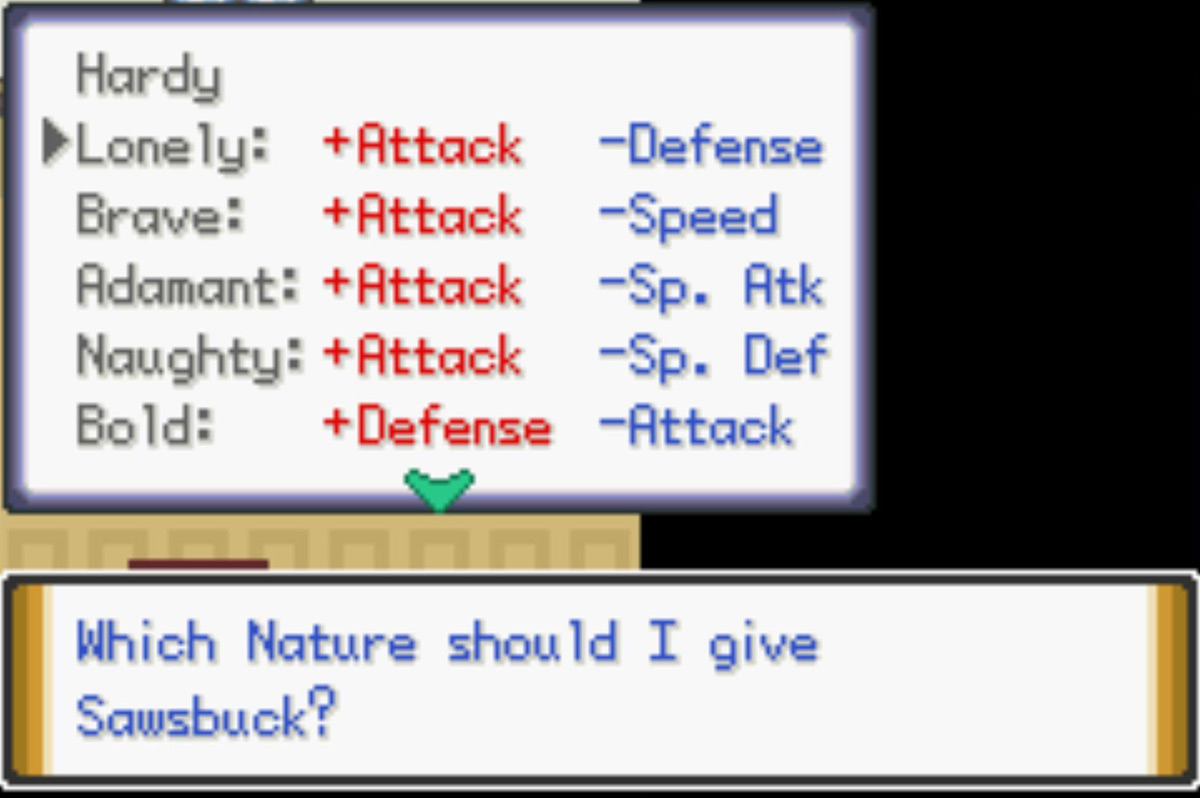 Hardy
Lonely: +Attack -Defense
Brave: +Attack -Speed
Adamant: +Attack -Sp. Atk
Naughty: +Attack -Sp. Def
Bold: +Defense -Attack
Which Nature should I give
Sawsbuck?